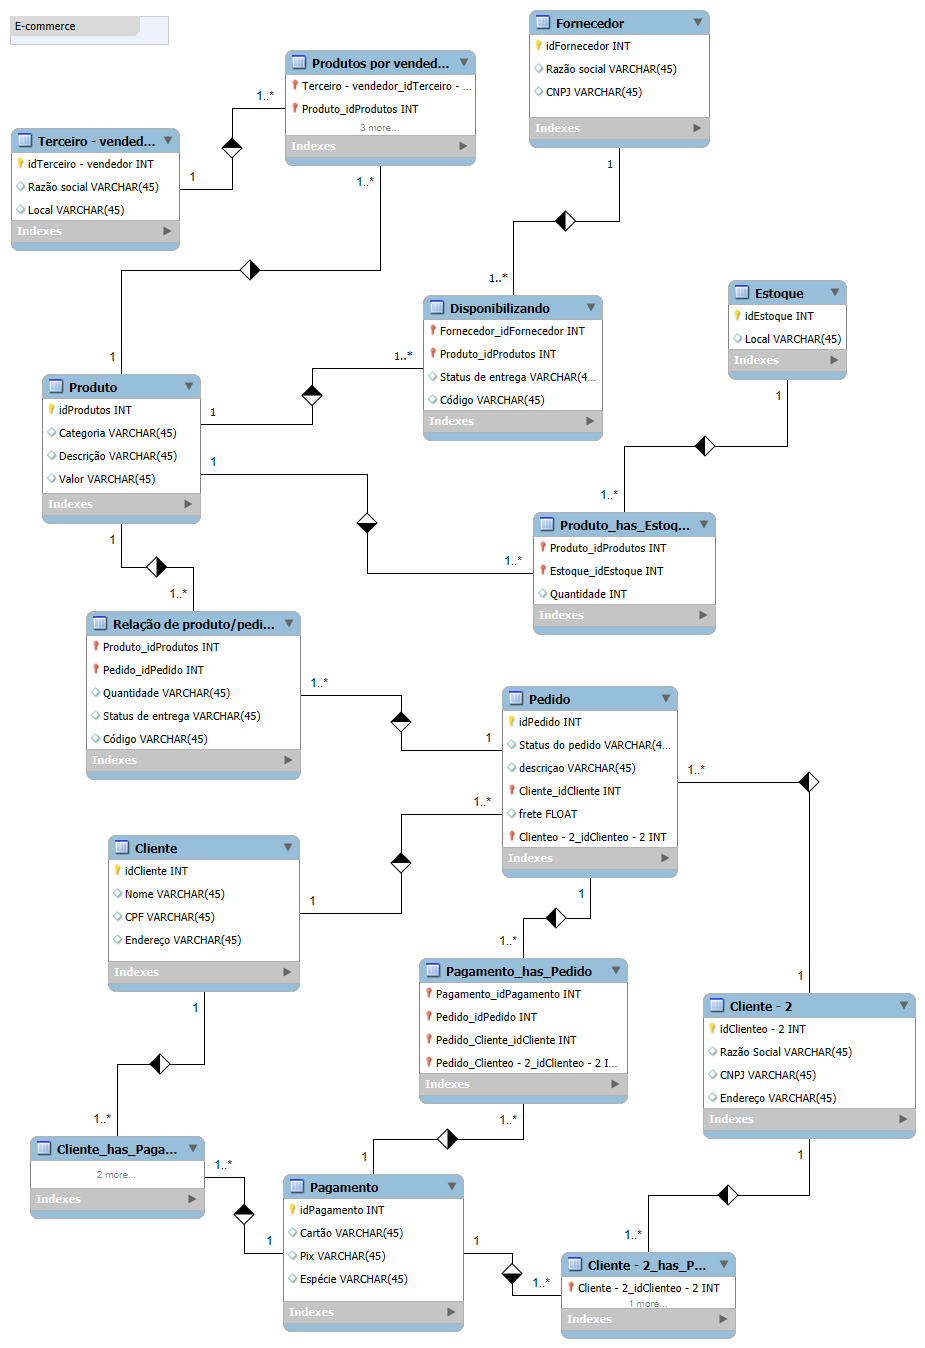 E-commerce
Fornecedor
idFornecedor INT
Razão social VARCHAR(45)
CNPJ VARCHAR(45)
Indexes
Produtos por vended...
Terceiro - vendedor_idTerceiro - ...
Produto_idProdutos INT
3 more...
Indexes
1..*
Terceiro - vended...
idTerceiro - vendedor INT
Razão social VARCHAR(45)
Local VARCHAR(45)
Indexes
1
1..*
1
1..*
Disponibilizando
Fornecedor_idFornecedor INT
Produto_idProdutos INT
Status de entrega VARCHAR(4...
Código VARCHAR(45)
Indexes
1..*
Estoque
idEstoque INT
Local VARCHAR(45)
Indexes
1
1
Produto
idProdutos INT
Categoria VARCHAR(45)
Descrição VARCHAR(45)
Valor VARCHAR(45)
Indexes
1
1
1
1..*
1..*
Produto_has_Estoq...
Produto_idProdutos INT
Estoque_idEstoque INT
Quantidade INT
Indexes
1..*
Relação de produto/pedi...
Produto_idProdutos INT
Pedido_idPedido INT
Quantidade VARCHAR(45)
Status de entrega VARCHAR(45)
Código VARCHAR(45)
Indexes
1..*
1
Pedido
idPedido INT
Status do pedido VARCHAR(4...
descriçao VARCHAR(45)
Cliente_idCliente INT
frete FLOAT
Clienteo - 2_idClienteo - 2 INT
Indexes
1..*
1..*
1
Cliente
idCliente INT
Nome VARCHAR(45)
CPF VARCHAR(45)
Endereço VARCHAR(45)
Indexes
1
1
1..*
Pagamento_has_Pedido
Pagamento_idPagamento INT
Pedido_idPedido INT
Pedido_Cliente_idCliente INT
Pedido_Clienteo - 2_idClienteo - 2 I...
Indexes
1..*
1
Cliente - 2
idClienteo - 2 INT
Razão Social VARCHAR(45)
CNPJ VARCHAR(45)
Endereço VARCHAR(45)
Indexes
1
1..*
Cliente_has_Paga...
2 more...
Indexes
1..*
1
1
Pagamento
idPagamento INT
Cartão VARCHAR(45)
Pix VARCHAR(45)
Espécie VARCHAR(45)
Indexes
1
1..*
1..*
Cliente - 2_has_P...
Cliente - 2_idClienteo - 2 INT
1 more...
Indexes